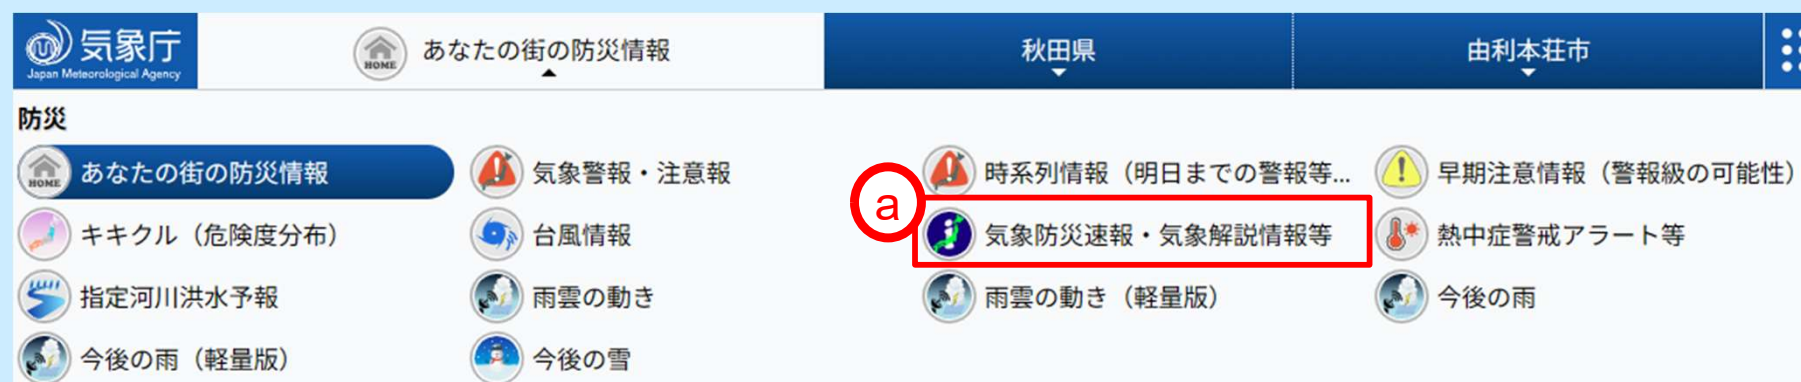 気象庁
Japan Meteorological Agency
HOME あなたの街の防災情報
秋田県
由利本荘市
防災
HOME あなたの街の防災情報
気象警報・注意報
時系列情報（明日までの警報等...
早期注意情報（警報級の可能性）
キキクル（危険度分布）
台風情報
a
気象防災速報・気象解説情報等
熱中症警戒アラート等
指定河川洪水予報
雨雲の動き
雨雲の動き（軽量版）
今後の雨
今後の雨（軽量版）
今後の雪